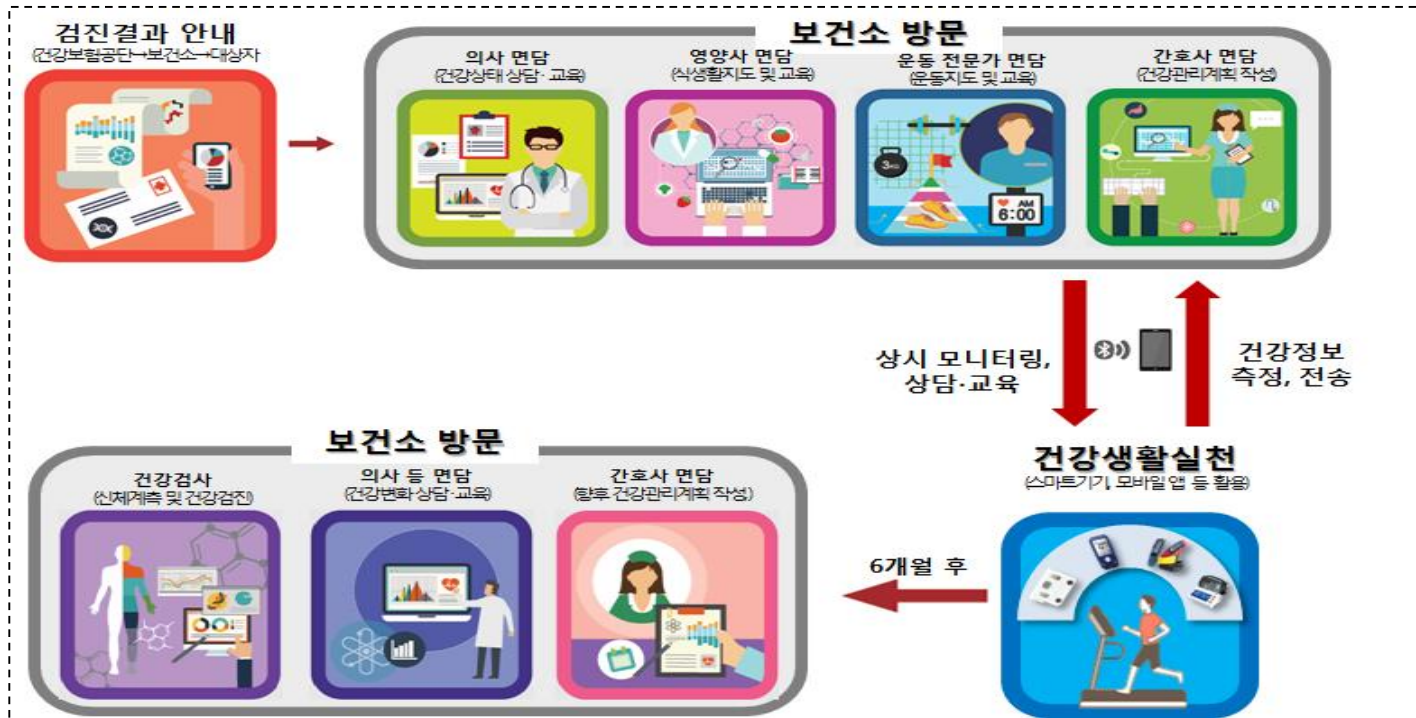 검진결과 안내
(건강보험공단→보건소→대상자
보건소 방문
의사 면담
(건강상태 상담·교육)
영양사 면담
(식생활지도 및 교육)
운동 전문가 면담
(운동지도 및 교육)
간호사 면담
(건강관리계획 작성)
3KG
AM
6:00
상시 모니터링,
상담·교육
건강정보
측정, 전송
건강생활실천
(스마트기기, 모바일 앱 등 활용)
6개월 후
보건소 방문
건강검사
(신체계측 및 건강검진)
의사 등 면담
(건강변화 상담·교육)
간호사 면담
(향후 건강관리계획 작성)